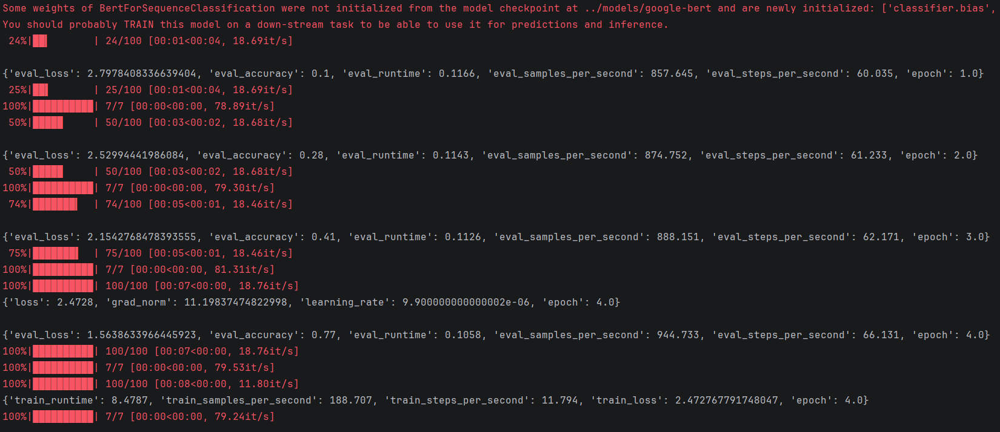 Some weights of BertForSequenceClassification were not initialized from the model checkpoint at ../models/google-bert and are newly initialized: ['classifier.bias',
You should probably TRAIN this model on a down-stream task to be able to use it for predictions and inference.
24%|██▍       | 24/100 [00:01<00:04, 18.69it/s]
{'eval_loss': 2.7978408336639404, 'eval_accuracy': 0.1, 'eval_runtime': 0.1166, 'eval_samples_per_second': 857.645, 'eval_steps_per_second': 60.035, 'epoch': 1.0}
25%|██▌       | 25/100 [00:01<00:04, 18.69it/s]
100%|██████████| 7/7 [00:00<00:00, 78.89it/s]
50%|█████     | 50/100 [00:03<00:02, 18.68it/s]
{'eval_loss': 2.52994441986084, 'eval_accuracy': 0.28, 'eval_runtime': 0.1143, 'eval_samples_per_second': 874.752, 'eval_steps_per_second': 61.233, 'epoch': 2.0}
50%|█████     | 50/100 [00:03<00:02, 18.68it/s]
100%|██████████| 7/7 [00:00<00:00, 79.30it/s]
74%|███████▍  | 74/100 [00:05<00:01, 18.46it/s]
{'eval_loss': 2.1542768478393555, 'eval_accuracy': 0.41, 'eval_runtime': 0.1126, 'eval_samples_per_second': 888.151, 'eval_steps_per_second': 62.171, 'epoch': 3.0}
75%|███████▌  | 75/100 [00:05<00:01, 18.46it/s]
100%|██████████| 7/7 [00:00<00:00, 81.31it/s]
100%|██████████| 100/100 [00:07<00:00, 18.76it/s]
{'loss': 2.4728, 'grad_norm': 11.19837474822998, 'learning_rate': 9.900000000000002e-06, 'epoch': 4.0}
{'eval_loss': 1.5638633966445923, 'eval_accuracy': 0.77, 'eval_runtime': 0.1058, 'eval_samples_per_second': 944.733, 'eval_steps_per_second': 66.131, 'epoch': 4.0}
100%|██████████| 100/100 [00:07<00:00, 18.76it/s]
100%|██████████| 7/7 [00:00<00:00, 79.53it/s]
100%|██████████| 100/100 [00:08<00:00, 11.80it/s]
{'train_runtime': 8.4787, 'train_samples_per_second': 188.707, 'train_steps_per_second': 11.794, 'train_loss': 2.472767791748047, 'epoch': 4.0}
100%|██████████| 7/7 [00:00<00:00, 79.24it/s]